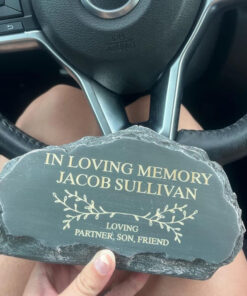 IN LOVING MEMORY
JACOB SULLIVAN
LOVING
PARTNER, SON, FRIEND